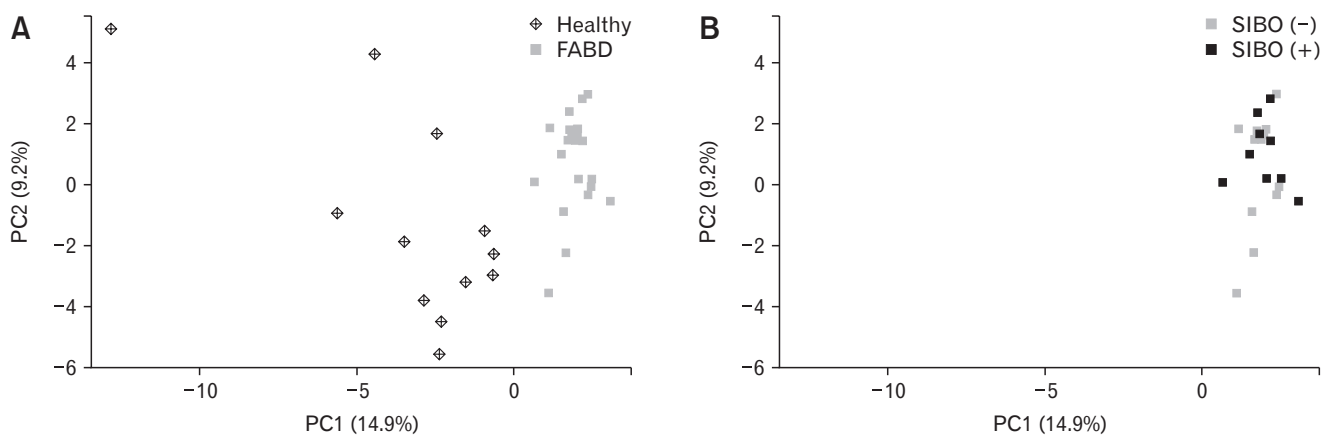 A
Healthy
FABD
4
2
0
−2
−4
−6
PC2 (9.2%)
−10
−5
0
PC1 (14.9%)
B
SIBO (−)
SIBO (+)
4
2
0
−2
−4
−6
PC2 (9.2%)
−10
−5
0
PC1 (14.9%)